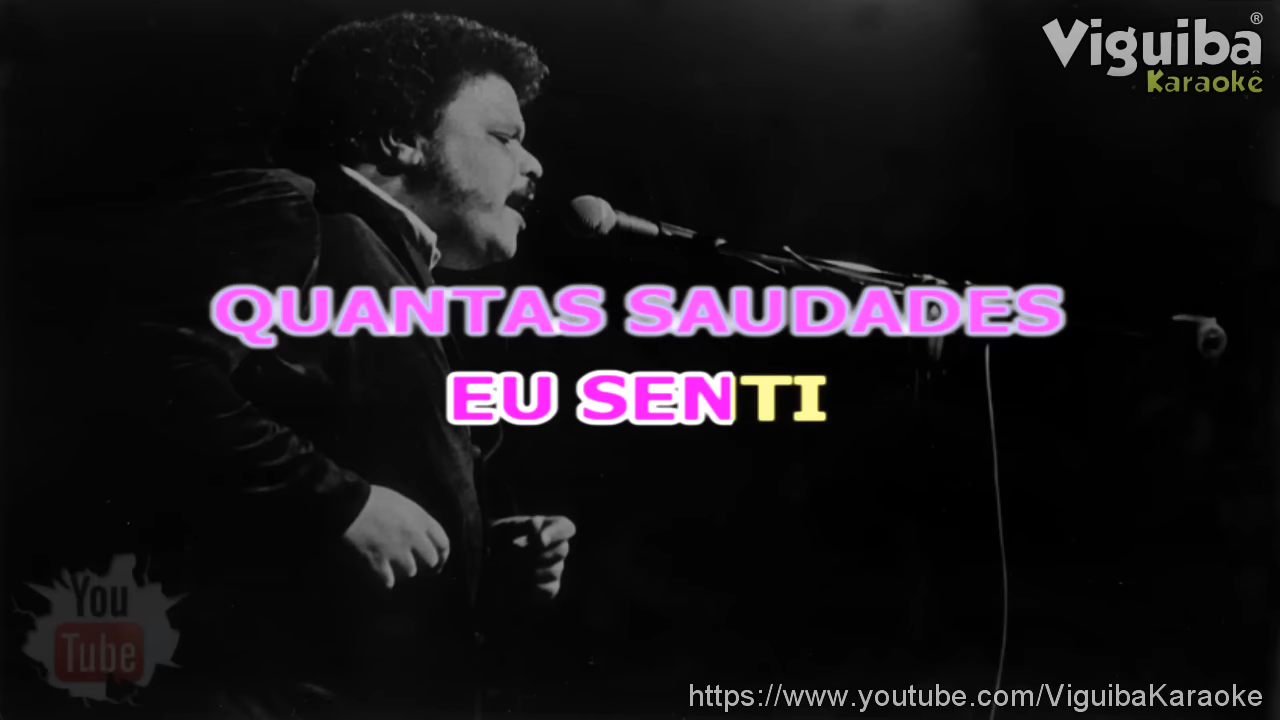 Viguiba®
Karaokê
QUANTAS SAUDADES
EU SENTI
You
Tube
https://www.youtube.com/ViguibaKaraoke